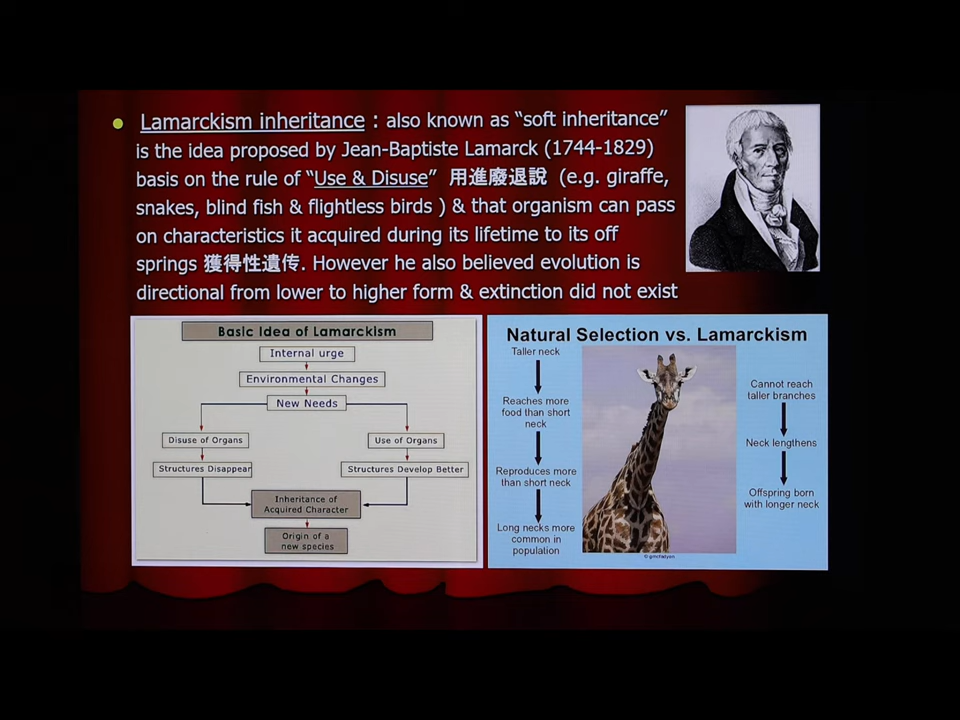 Lamarckism inheritance : also known as “soft inheritance”
is the idea proposed by Jean-Baptiste Lamarck (1744-1829)
basis on the rule of “Use & Disuse” 用進廢退說 (e.g. giraffe,
snakes, blind fish & flightless birds ) & that organism can pass
on characteristics it acquired during its lifetime to its off
springs 獲得性遺传. However he also believed evolution is
directional from lower to higher form & extinction did not exist
Basic Idea of Lamarckism
Internal urge
Environmental Changes
New Needs
Disuse of Organs
Use of Organs
Structures Disappear
Structures Develop Better
Inheritance of
Acquired Character
Origin of a
new species
Natural Selection vs. Lamarckism
Taller neck
Reaches more
food than short
neck
Reproduces more
than short neck
Long necks more
common in
population
Cannot reach
taller branches
Neck lengthens
Offspring born
with longer neck